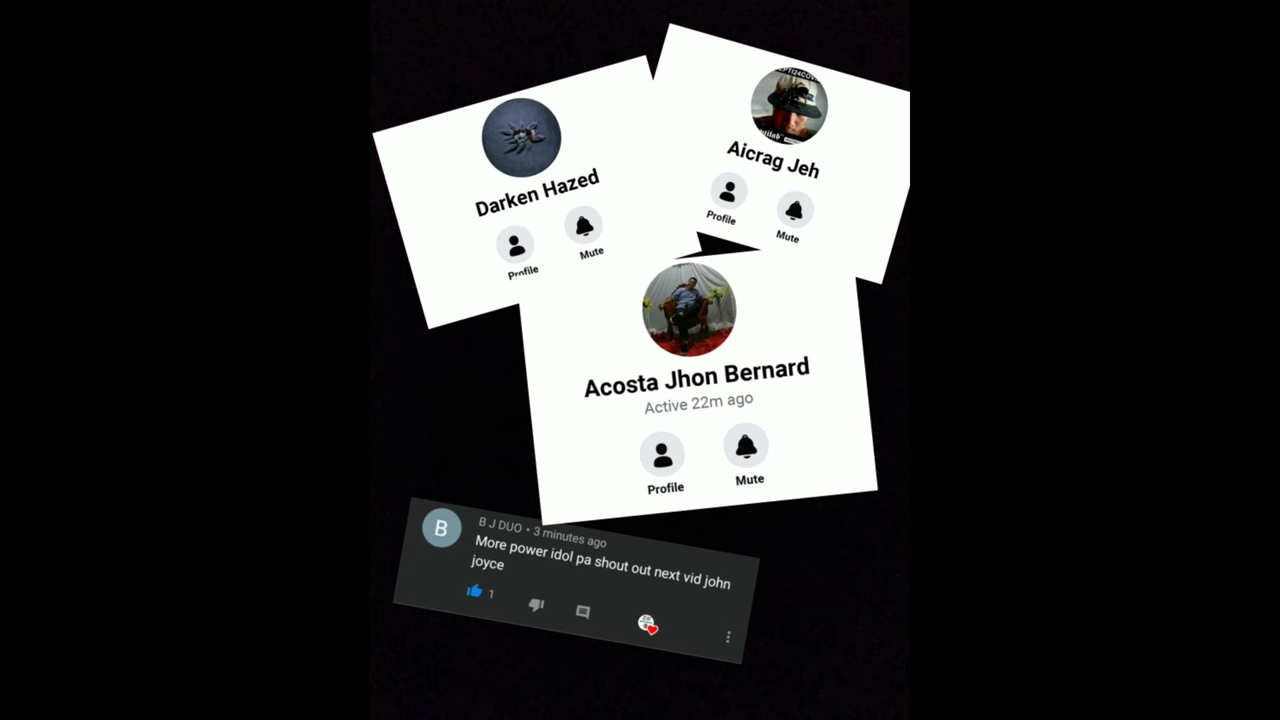 Darken Hazed
Profile
Mute
Aicrag Jeh
Profile
Mute
Acosta Jhon Bernard
Active 22m ago
Profile
Mute
B
B J DUO • 3 minutes ago
More power idol pa shout out next vid john
joyce
1